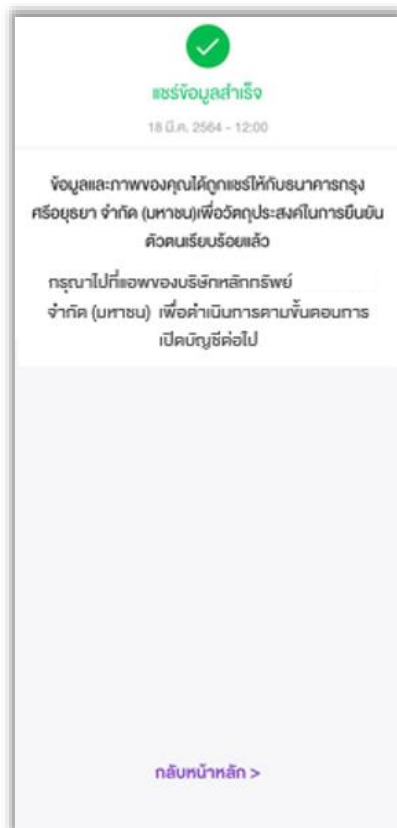 แชร์ข้อมูลสำเร็จ
18 มี.ค. 2564 - 12:00
ข้อมูลและภาพของคุณได้ถูกแชร์ให้กับธนาคารกรุง
ศรีอยุธยา จำกัด (มหาชน)เพื่อวัตถุประสงค์ในการยืนยัน
ตัวตนเรียบร้อยแล้ว
กรุณาไปที่แอพของบริษัทหลักทรัพย์
จำกัด (มหาชน) เพื่อดำเนินการตามขั้นตอนการ
เปิดบัญชีต่อไป
กลับหน้าหลัก >